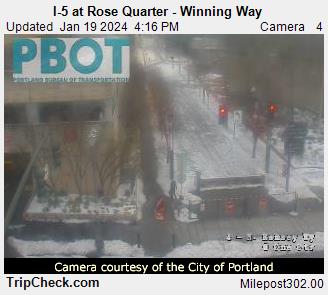 I-5 at Rose Quarter - Winning Way
Updated Jan 19 2024 4:16 PM Camera 4
PBOT
PORTLAND BUREAU OF TRANSPORTATION
Camera courtesy of the City of Portland
TripCheck.com Milepost302.00